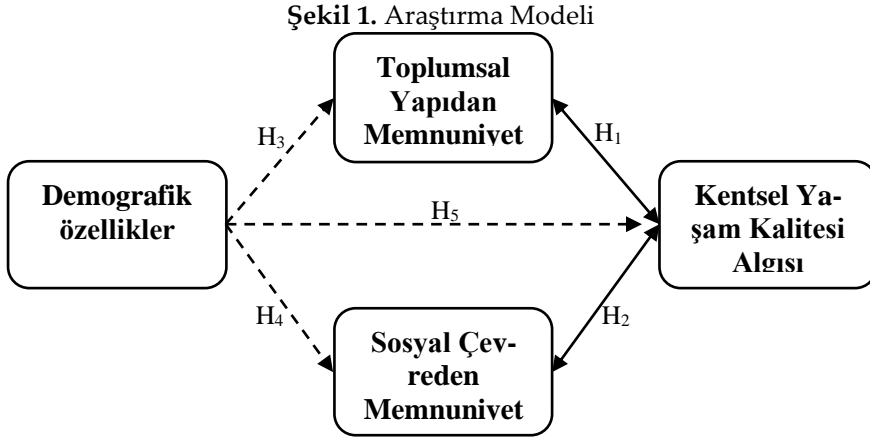 Şekil 1. Araştırma Modeli
Toplumsal
Yapıdan
Memnuniyet
H3
H1
Demografik
özellikler
H5
Kentsel Ya-
şam Kalitesi
Algısı
H4
H2
Sosyal Çev-
reden
Memnuniyet